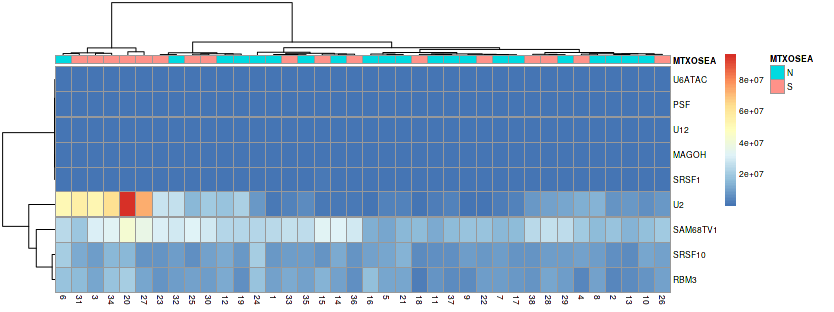 MTXOSEA
U6ATAC
PSF
U12
MAGOH
SRSF1
U2
SAM68TV1
SRSF10
RBM3
6 31 3 34 20 27 23 32 25 30 12 19 24 1 33 35 15 14 36 16 5 21 18 11 37 9 22 7 17 38 28 29 4 8 2 13 10 26
8e+07
6e+07
4e+07
2e+07
MTXOSEA
N
S